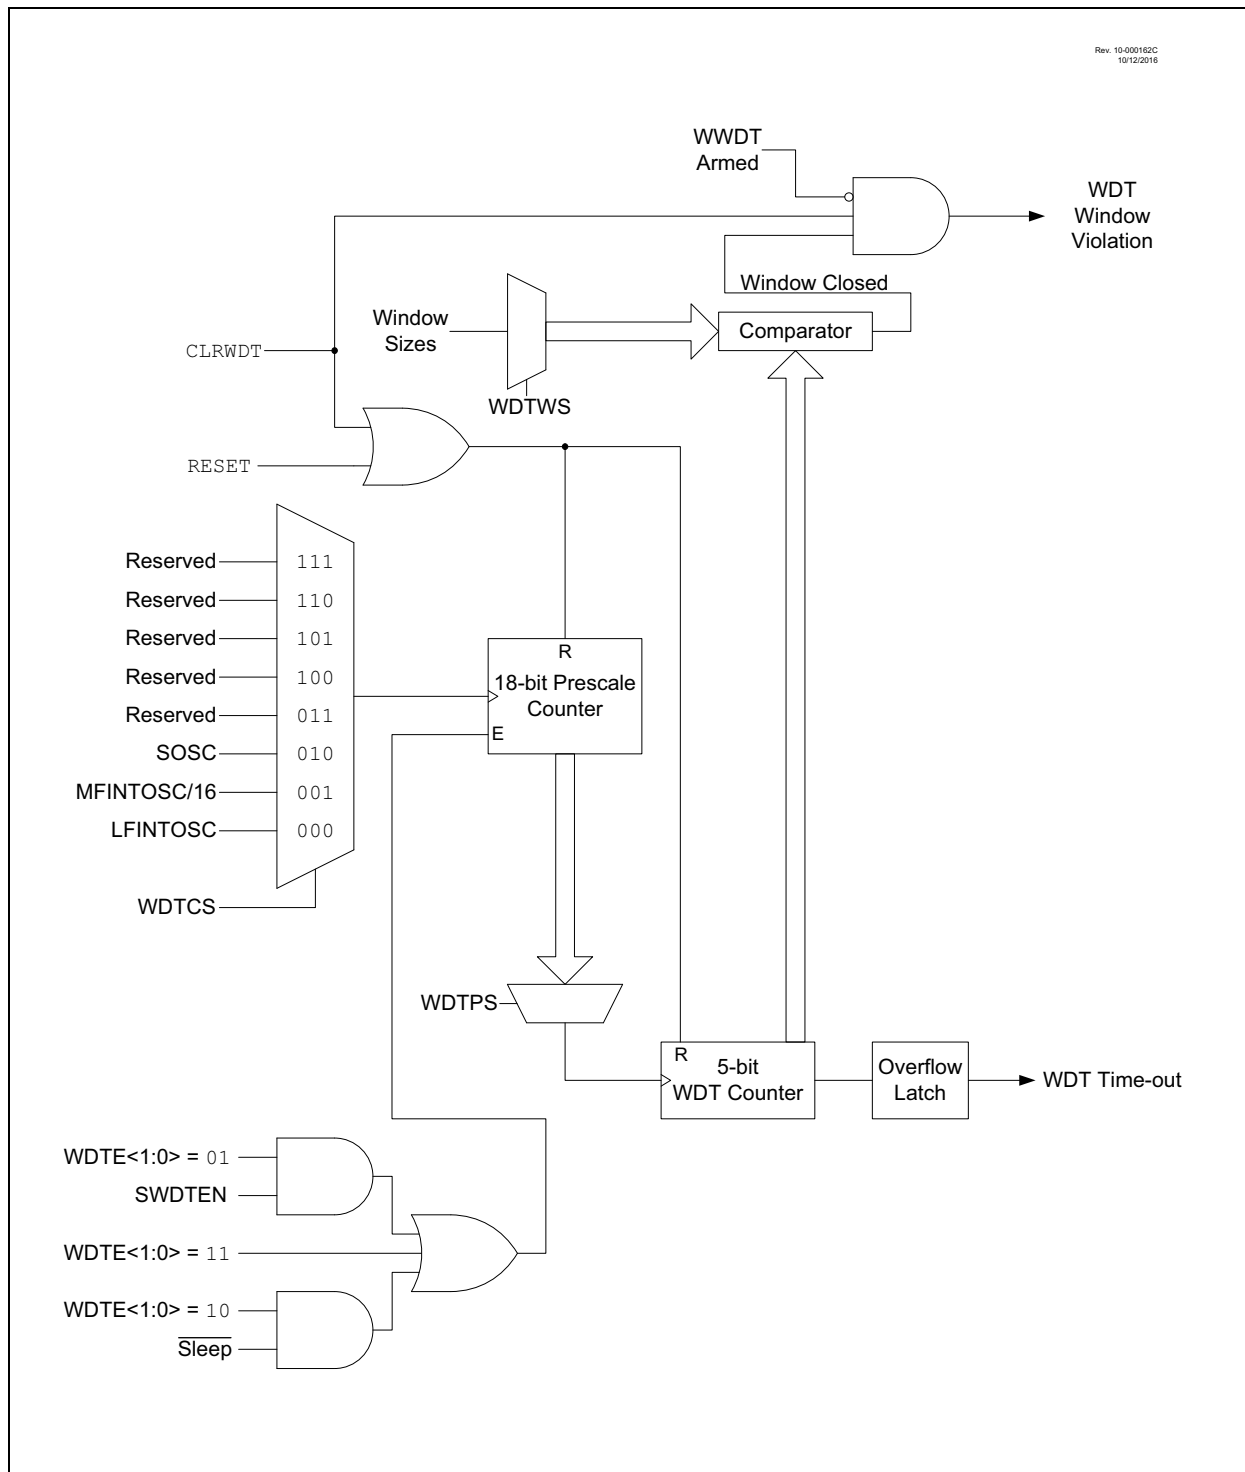 Rev. 10-000162C
10/12/2016
WWDT
Armed
WDT
Window
Violation
Window Closed
Window
Sizes
Comparator
CLRWDT
WDTWS
RESET
Reserved 111
Reserved 110
Reserved 101
Reserved 100
Reserved 011
SOSC 010
MFINTOSC/16 001
LFINTOSC 000
WDTCS
R
18-bit Prescale
Counter
E
WDTPS
R
5-bit
WDT Counter
Overflow
Latch
WDT Time-out
WDTE<1:0> = 01
SWDTEN
WDTE<1:0> = 11
WDTE<1:0> = 10
Sleep